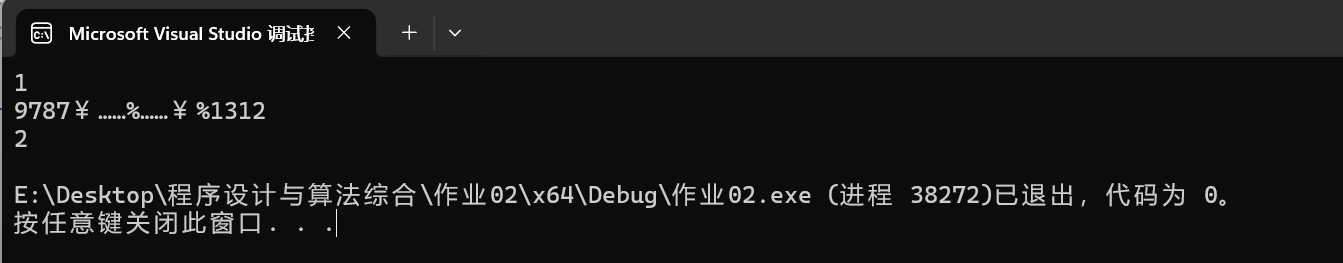 Microsoft Visual Studio 调试
1
9787￥……%……￥%1312
2
E:\Desktop\程序设计与算法综合\作业02\x64\Debug\作业02.exe (进程 38272)已退出，代码为 0。
按任意键关闭此窗口. . .